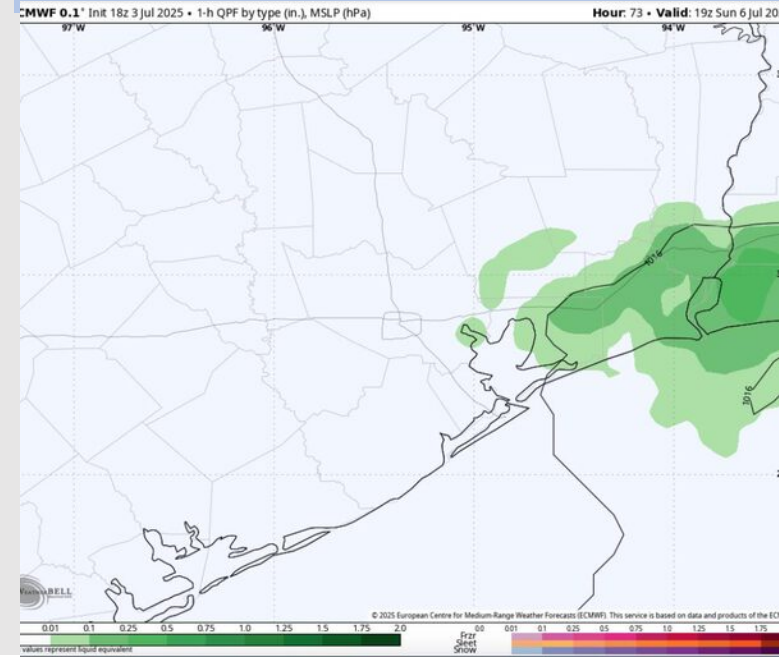 CMWF 0.1° Init 18z 3 Jul 2025 • 1-h QPF by type (in.), MSLP (hPa) Hour: 73 • Valid: 19z Sun 6 Jul 20
97°W 96°W 95°W 94°W
1016
1016
WEATHERBELL
© 2025 European Centre for Medium-Range Weather Forecasts (ECMWF). This service is based on data and products of the EC
0.01 0.1 0.25 0.5 0.75 1.0 1.25 1.5 1.75 2.0
0.0 0.01 0.1 0.25 0.5 0.75 1.0 1.25 1.5 1.75
values represent liquid equivalent
Frzr
Sleet
Snow